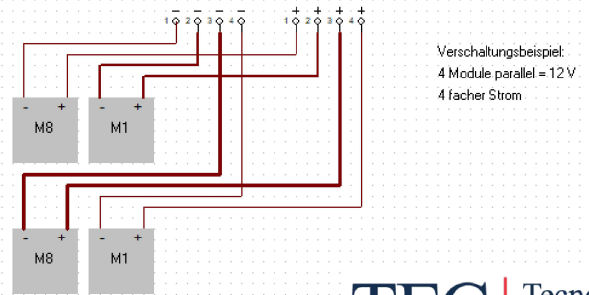 1 - 2 - 3 - 4 - 1 + 2 + 3 + 4 +
Verschaltungsbeispiel:
4 Module parallel = 12 V
4 facher Strom
- + - +
M8 M1
- + - +
M8 M1